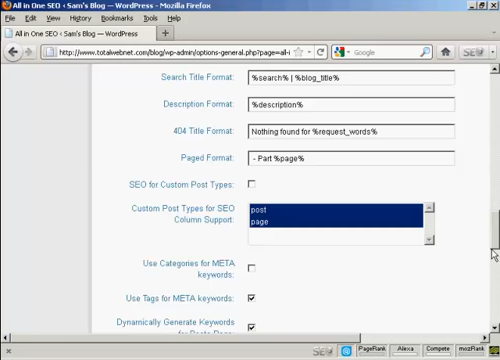 All in One SEO ‹ Sam's Blog — WordPress - Mozilla Firefox
File Edit View History Bookmarks Tools Help
All in One SEO ‹ Sam's Blog — WordPress
http://www.totalwebnet.com/blog/wp-admin/options-general.php?page=all-i
Google
Search Title Format: %search% | %blog_title%
Description Format: %description%
404 Title Format: Nothing found for %request_words%
Paged Format: - Part %page%
SEO for Custom Post Types:
Custom Post Types for SEO
Column Support:
post
page
Use Categories for META
keywords:
Use Tags for META keywords:
Dynamically Generate Keywords
SEO PageRank Alexa Compete mozRank